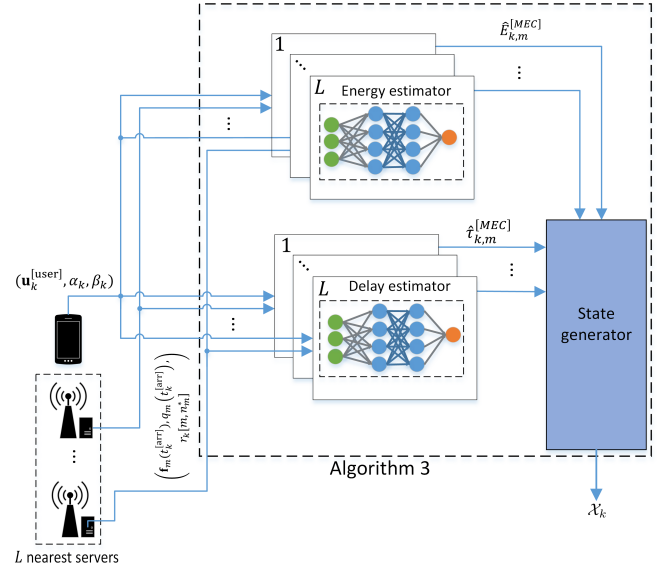 1
Ê_{k,m}^{[MEC]}
⋯
⋮
L
Energy estimator
⋮
1
t̂_{k,m}^{[MEC]}
⋯
⋮
L
Delay estimator
(𝐮_k^{[user]}, α_k, β_k)
⋮
State
generator
(𝐟_m(t_k^{[arr]}), q_m(t_k^{[arr]}),
r_k[m, n_m^*])
⋯
Algorithm 3
𝒳_k
L nearest servers